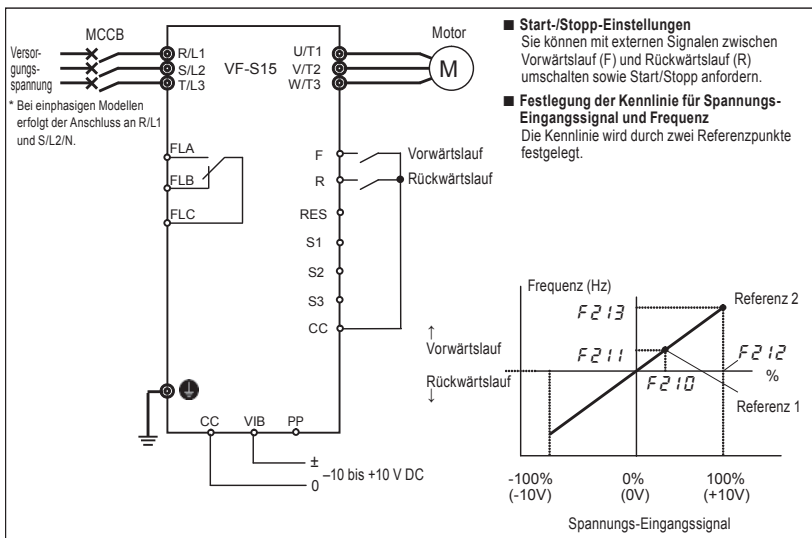 MCCB
Versor-
gungs-
spannung
R/L1
S/L2
T/L3
* Bei einphasigen Modellen
erfolgt der Anschluss an R/L1
und S/L2/N.
VF-S15
U/T1
V/T2
W/T3
Motor
M
FLA
FLB
FLC
F
R
RES
S1
S2
S3
CC
Vorwärtslauf
Rückwärtslauf
CC
VIB
PP
±
0
–10 bis +10 V DC
■ Start-/Stopp-Einstellungen
Sie können mit externen Signalen zwischen
Vorwärtslauf (F) und Rückwärtslauf (R)
umschalten sowie Start/Stopp anfordern.
■ Festlegung der Kennlinie für Spannungs-
Eingangssignal und Frequenz
Die Kennlinie wird durch zwei Referenzpunkte
festgelegt.
Frequenz (Hz)
Referenz 2
F213
F211
F212
F210
%
Referenz 1
↑
Vorwärtslauf
Rückwärtslauf
↓
-100% 0% 100%
(-10V) (0V) (+10V)
Spannungs-Eingangssignal